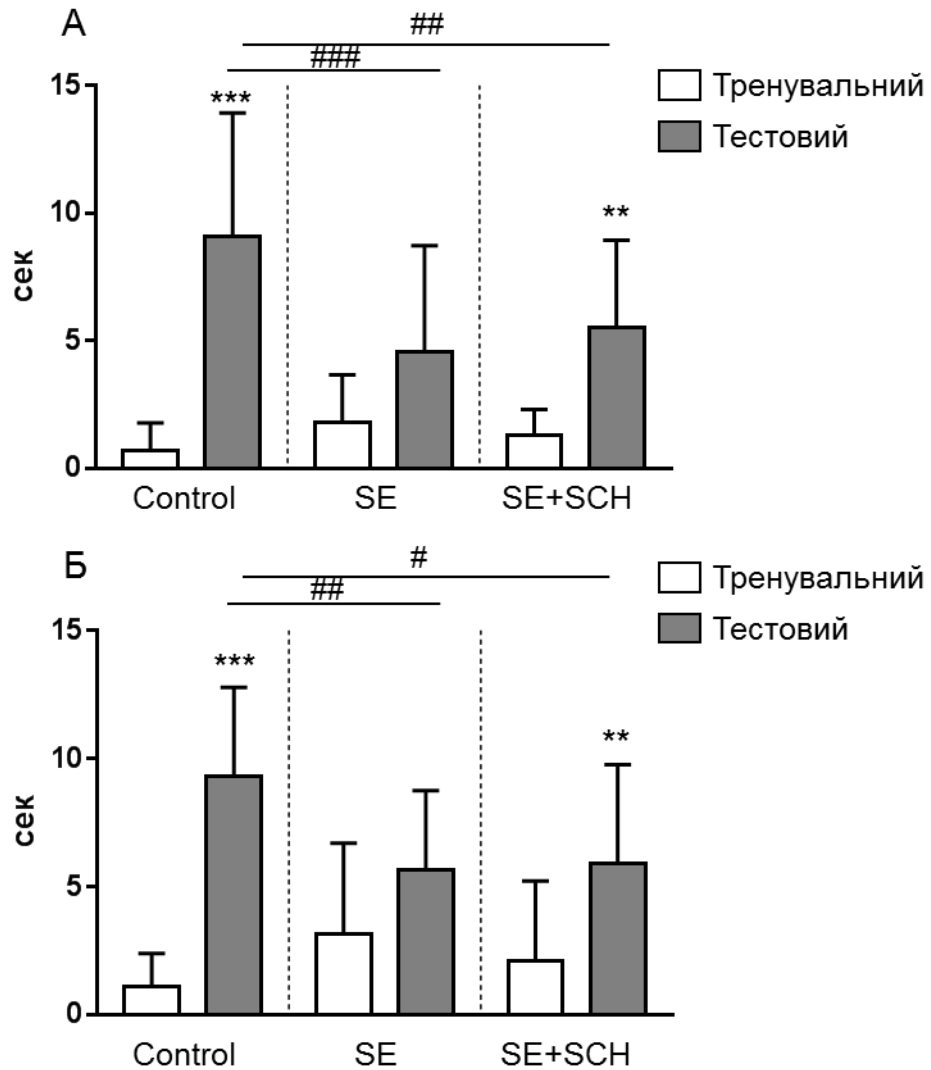 А
##
###
15
10
5
0
сек
***
**
Тренувальний
Тестовий
Control
SE
SE+SCH
Б
#
##
15
10
5
0
сек
***
**
Тренувальний
Тестовий
Control
SE
SE+SCH